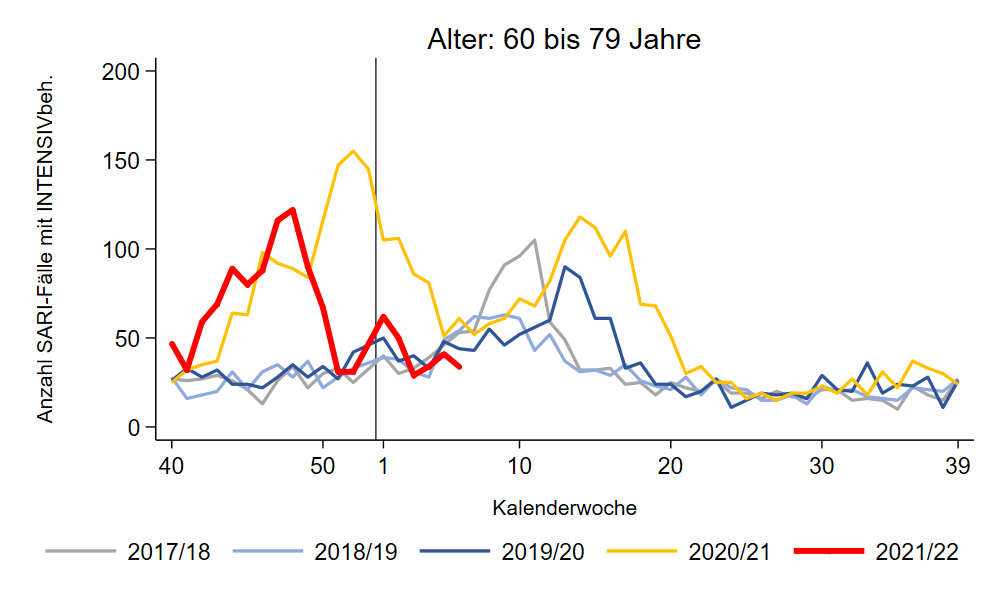 Alter: 60 bis 79 Jahre
Anzahl SARI-Fälle mit INTENSIVbeh.
200
150
100
50
0
40 50 1 10 20 30 39
Kalenderwoche
2017/18 2018/19 2019/20 2020/21 2021/22